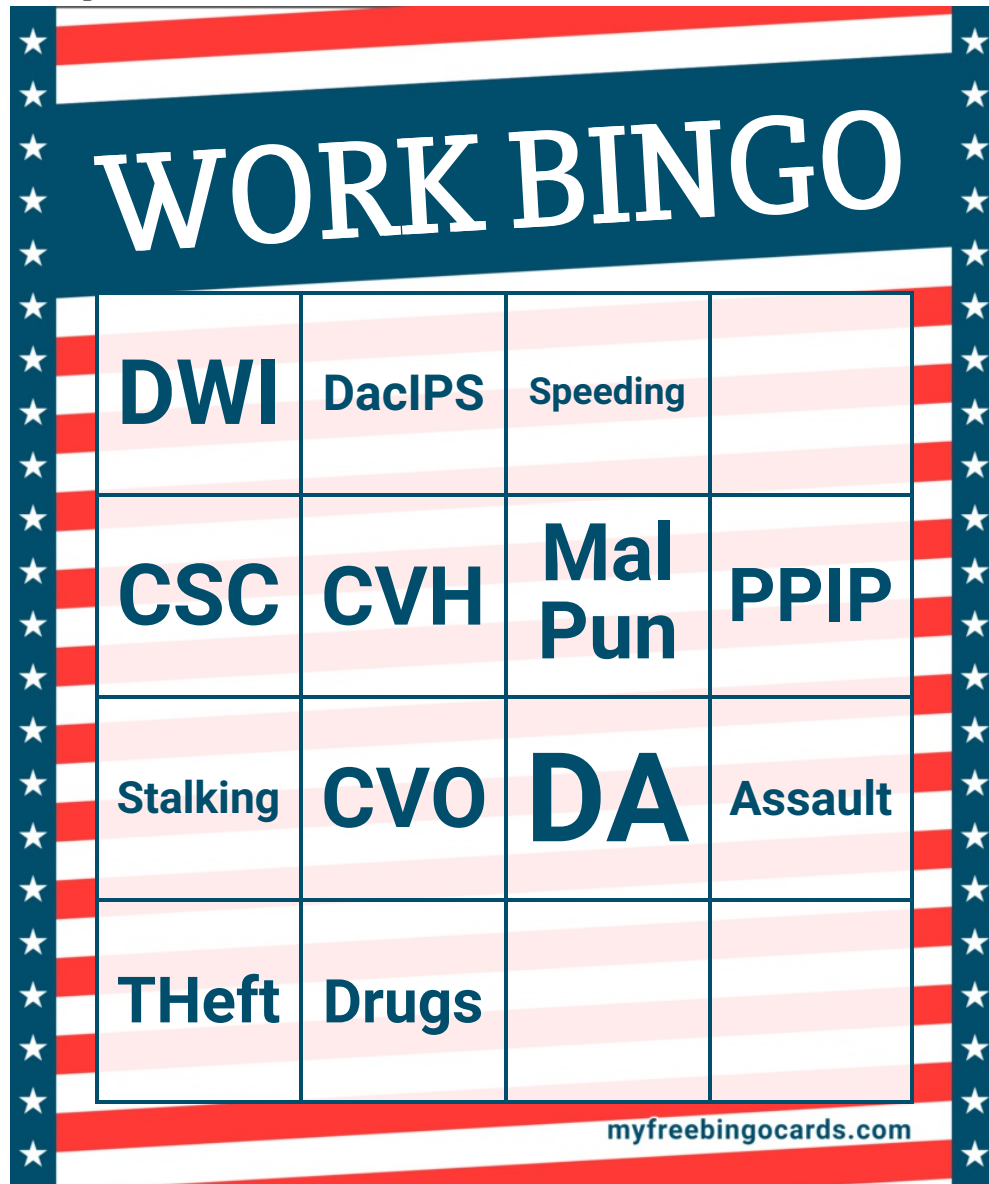 WORK BINGO
DWI DacIPS Speeding
CSC CVH Mal Pun PPIP
Stalking CVO DA Assault
THeft Drugs
myfreebingocards.com